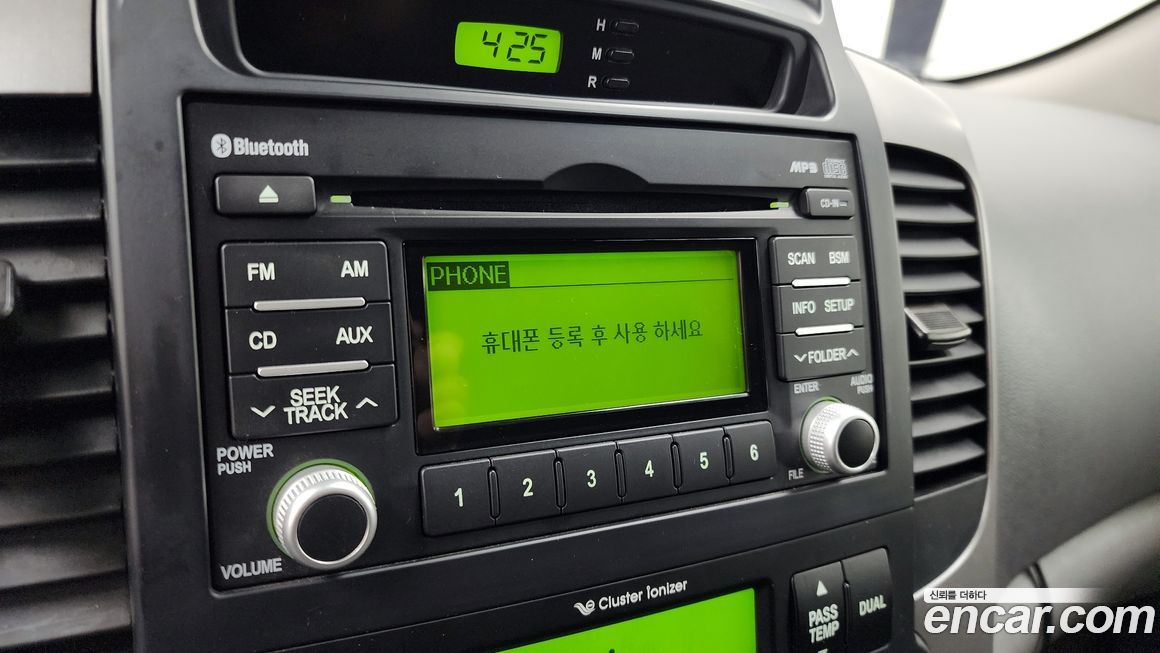 4:25
H
M
R
Bluetooth
MP3
CD-IN
FM AM
CD AUX
SEEK
TRACK
PHONE
휴대폰 등록 후 사용 하세요
SCAN BSM
INFO SETUP
FOLDER
ENTER
AUDIO
PUSH
FILE
POWER
PUSH
VOLUME
1 2 3 4 5 6
Cluster ionizer
PASS
TEMP
DUAL
신뢰를 더하다
encar.com